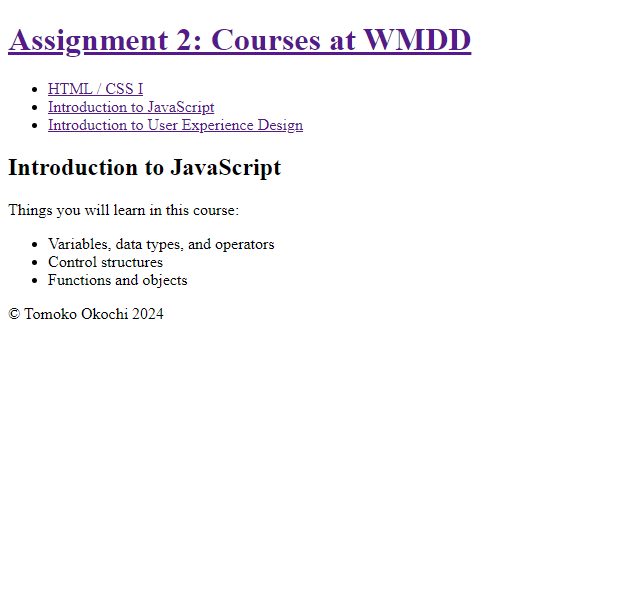 Assignment 2: Courses at WMDD
HTML / CSS I
Introduction to JavaScript
Introduction to User Experience Design
Introduction to JavaScript
Things you will learn in this course:
Variables, data types, and operators
Control structures
Functions and objects
© Tomoko Okochi 2024